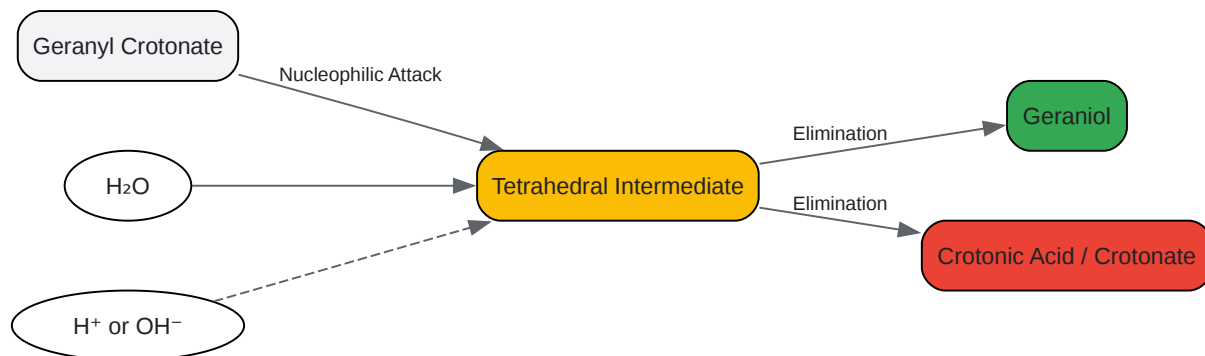 Geranyl Crotonate
Nucleophilic Attack
H₂O
H⁺ or OH⁻
Tetrahedral Intermediate
Elimination
Geraniol
Elimination
Crotonic Acid / Crotonate